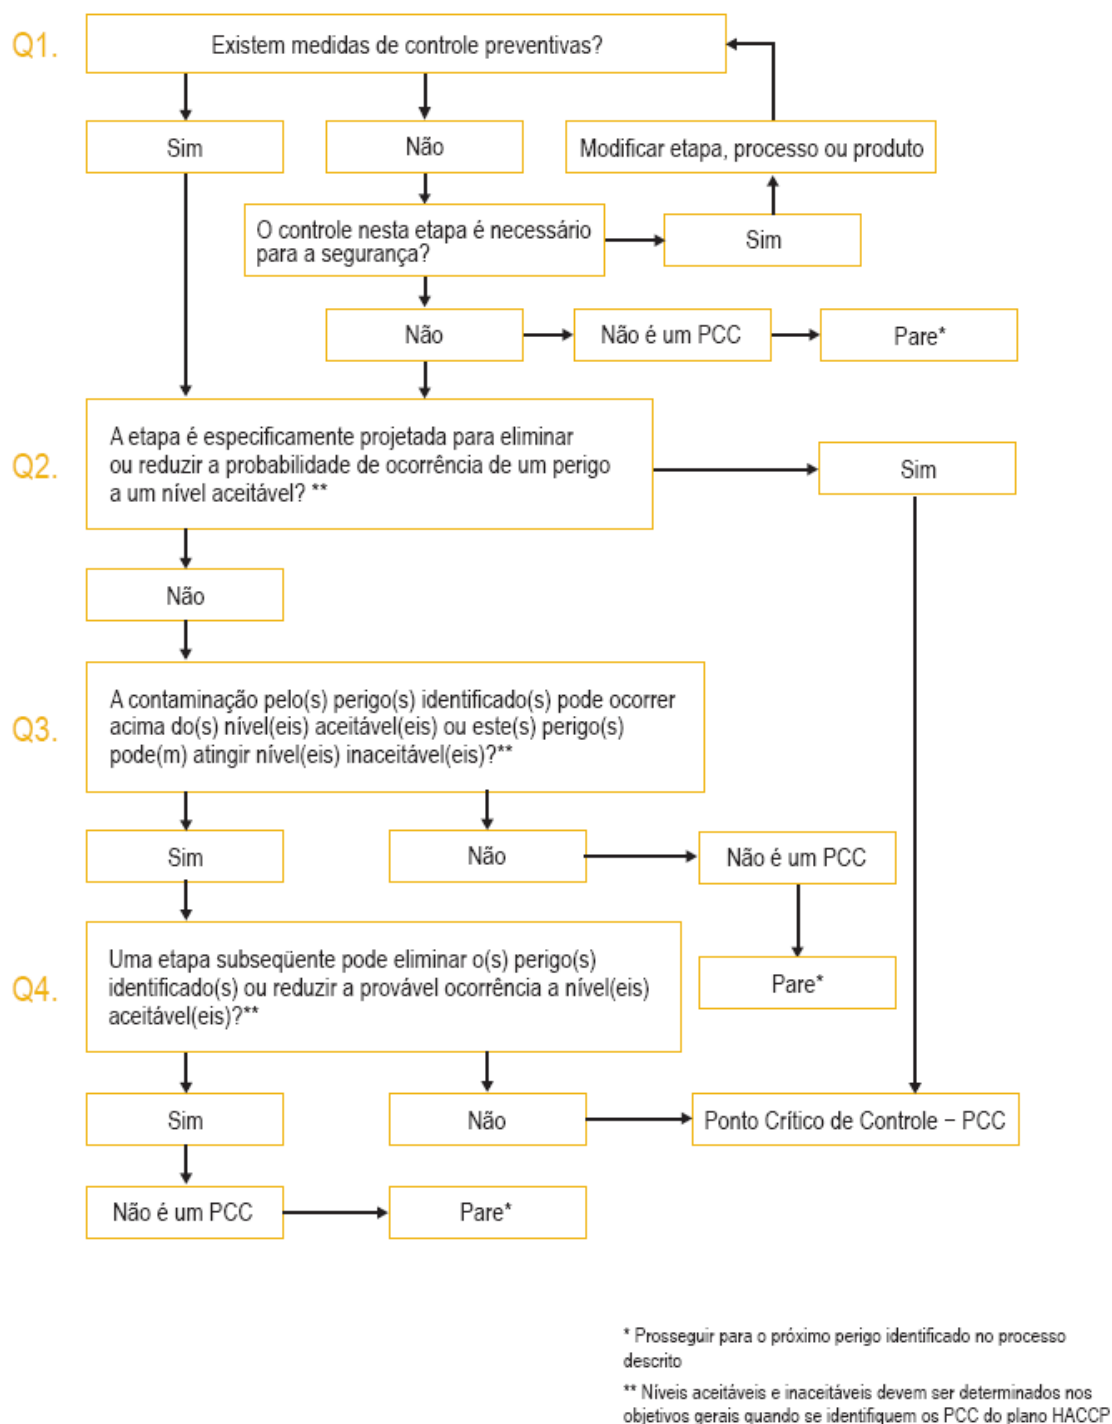 Q1.
Existem medidas de controle preventivas?
Sim
Não
Modificar etapa, processo ou produto
O controle nesta etapa é necessário
para a segurança?
Sim
Não
Não é um PCC
Pare*
Q2.
A etapa é especificamente projetada para eliminar
ou reduzir a probabilidade de ocorrência de um perigo
a um nível aceitável? **
Sim
Não
Q3.
A contaminação pelo(s) perigo(s) identificado(s) pode ocorrer
acima do(s) nível(eis) aceitável(eis) ou este(s) perigo(s)
pode(m) atingir nível(eis) inaceitável(eis)?**
Sim
Não
Não é um PCC
Pare*
Q4.
Uma etapa subseqüente pode eliminar o(s) perigo(s)
identificado(s) ou reduzir a provável ocorrência a nível(eis)
aceitável(eis)?**
Sim
Não
Ponto Crítico de Controle – PCC
Não é um PCC
Pare*
* Prosseguir para o próximo perigo identificado no processo
descrito
** Níveis aceitáveis e inaceitáveis devem ser determinados nos
objetivos gerais quando se identifiquem os PCC do plano HACCP